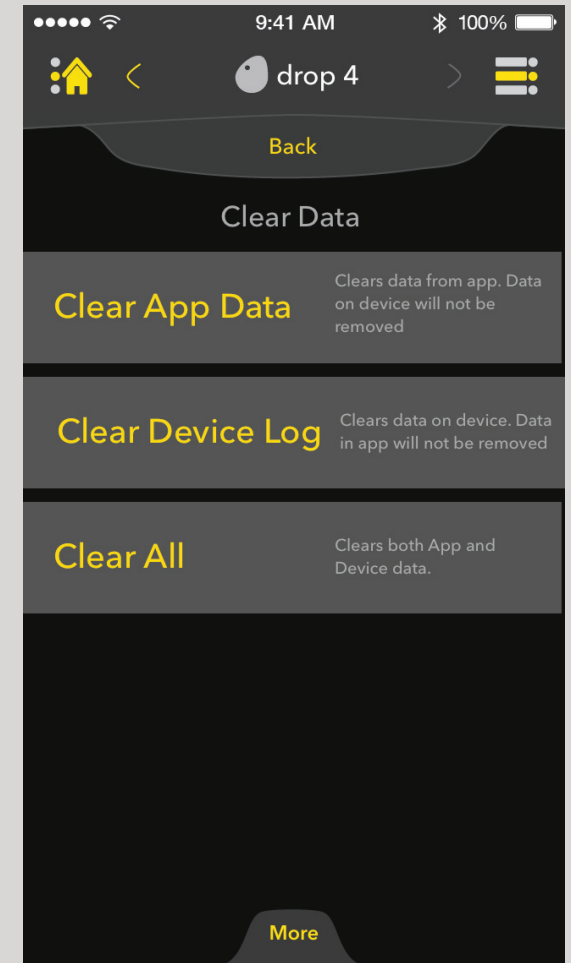 9:41 AM
100%
drop 4
Back
Clear Data
Clear App Data
Clears data from app. Data
on device will not be
removed
Clear Device Log
Clears data on device. Data
in app will not be removed
Clear All
Clears both App and
Device data.
More